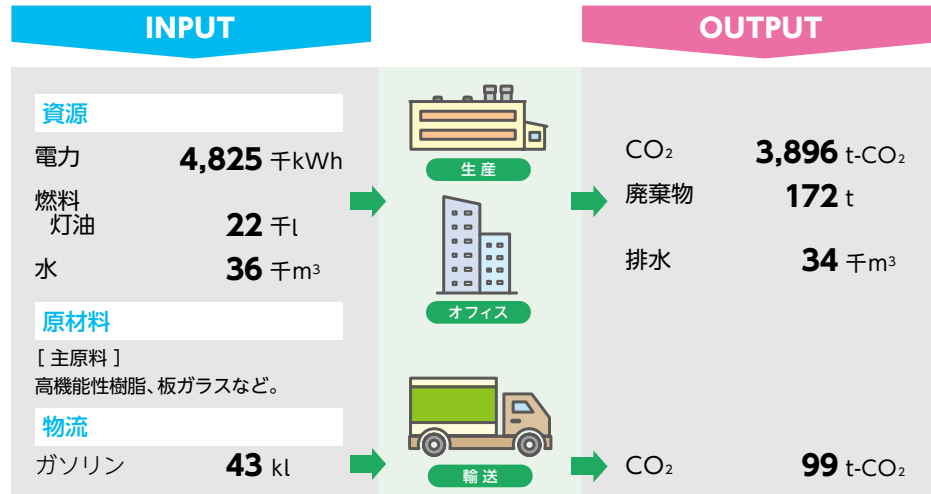 INPUT
OUTPUT
資源
電力 4,825 千kWh
燃料
灯油 22 千l
水 36 千m³
原材料
[ 主原料 ]
高機能性樹脂、板ガラスなど。
物流
ガソリン 43 kl
生産
オフィス
輸送
CO₂ 3,896 t-CO₂
廃棄物 172 t
排水 34 千m³
CO₂ 99 t-CO₂